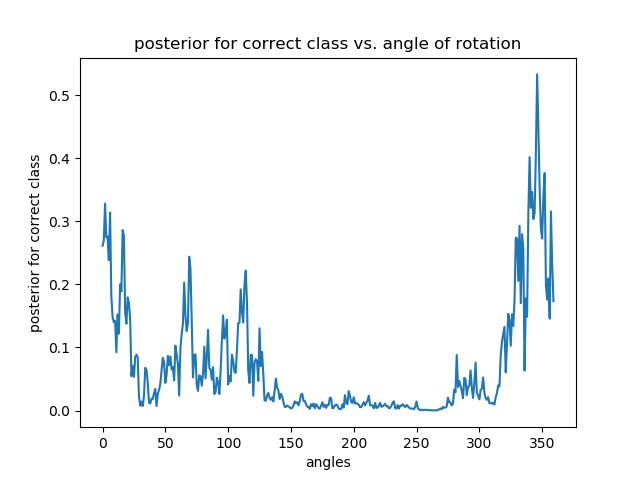 posterior for correct class vs. angle of rotation
0.5
0.4
0.3
0.2
0.1
0.0
posterior for correct class
0 50 100 150 200 250 300 350
angles